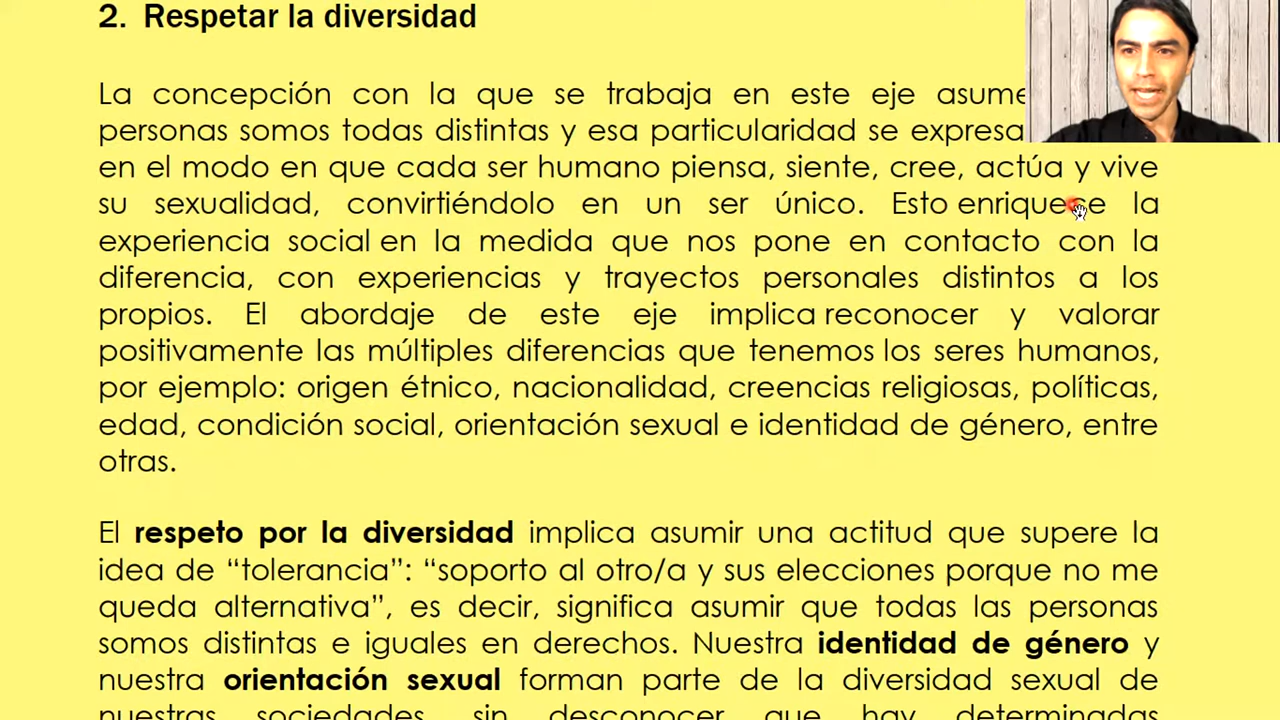 2. Respetar la diversidad
La concepción con la que se trabaja en este eje asume
personas somos todas distintas y esa particularidad se expresa
en el modo en que cada ser humano piensa, siente, cree, actúa y vive
su sexualidad, convirtiéndolo en un ser único. Esto enriquece la
experiencia social en la medida que nos pone en contacto con la
diferencia, con experiencias y trayectos personales distintos a los
propios. El abordaje de este eje implica reconocer y valorar
positivamente las múltiples diferencias que tenemos los seres humanos,
por ejemplo: origen étnico, nacionalidad, creencias religiosas, políticas,
edad, condición social, orientación sexual e identidad de género, entre
otras.
El respeto por la diversidad implica asumir una actitud que supere la
idea de “tolerancia”: “soporto al otro/a y sus elecciones porque no me
queda alternativa”, es decir, significa asumir que todas las personas
somos distintas e iguales en derechos. Nuestra identidad de género y
nuestra orientación sexual forman parte de la diversidad sexual de
nuestras sociedades, sin desconocer que hay determinadas